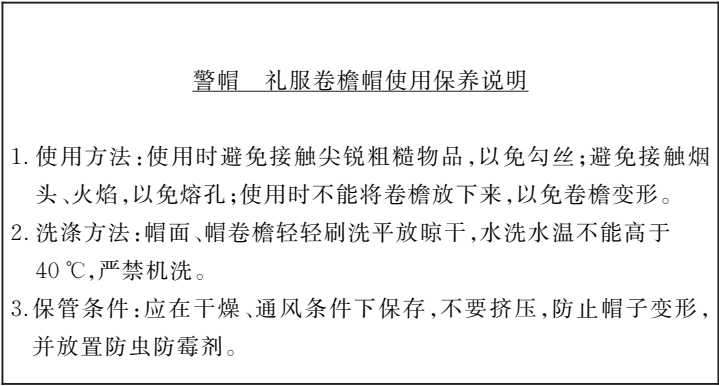 警帽　礼服卷檐帽使用保养说明
1. 使用方法:使用时避免接触尖锐粗糙物品,以免勾丝;避免接触烟
头、火焰,以免熔孔;使用时不能将卷檐放下来,以免卷檐变形。
2. 洗涤方法:帽面、帽卷檐轻轻刷洗平放晾干,水洗水温不能高于
40 ℃,严禁机洗。
3. 保管条件:应在干燥、通风条件下保存,不要挤压,防止帽子变形,
并放置防虫防霉剂。